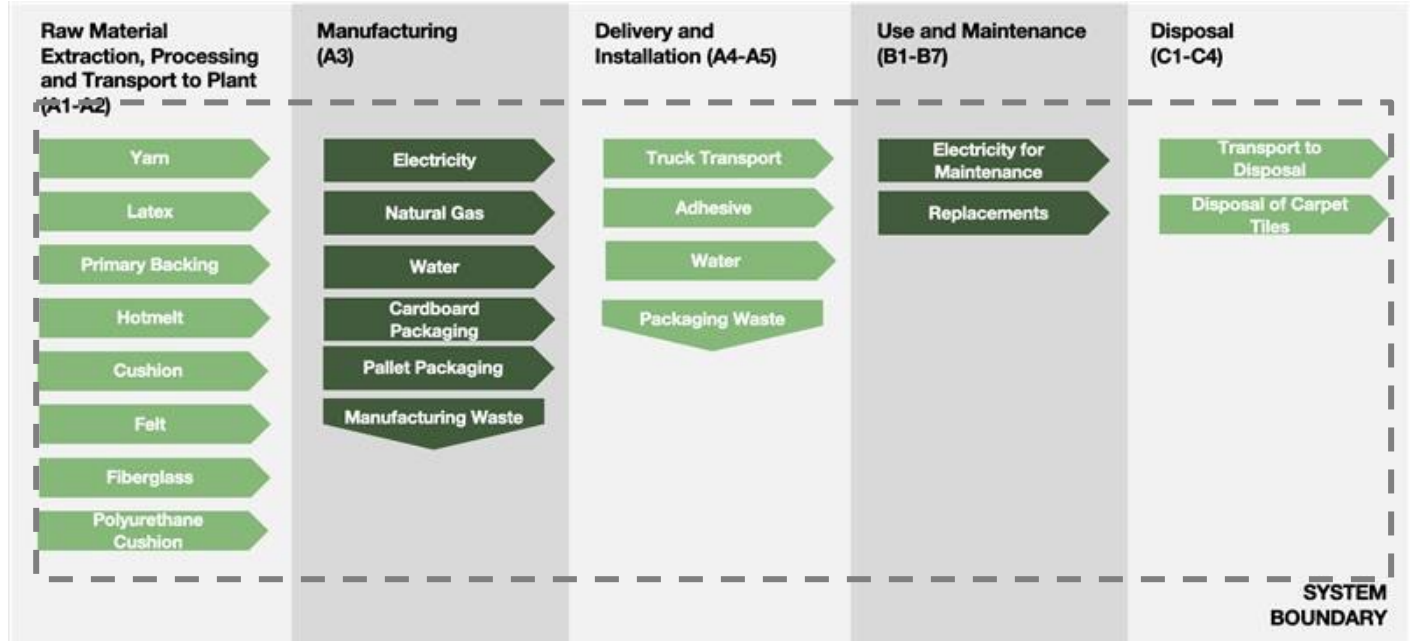 Raw Material
Extraction, Processing
and Transport to Plant
(A1-A2)
Yarn
Latex
Primary Backing
Hotmelt
Cushion
Felt
Fiberglass
Polyurethane
Cushion
Manufacturing
(A3)
Electricity
Natural Gas
Water
Cardboard
Packaging
Pallet Packaging
Manufacturing Waste
Delivery and
Installation (A4-A5)
Truck Transport
Adhesive
Water
Packaging Waste
Use and Maintenance
(B1-B7)
Electricity for
Maintenance
Replacements
Disposal
(C1-C4)
Transport to
Disposal
Disposal of Carpet
Tiles
SYSTEM
BOUNDARY